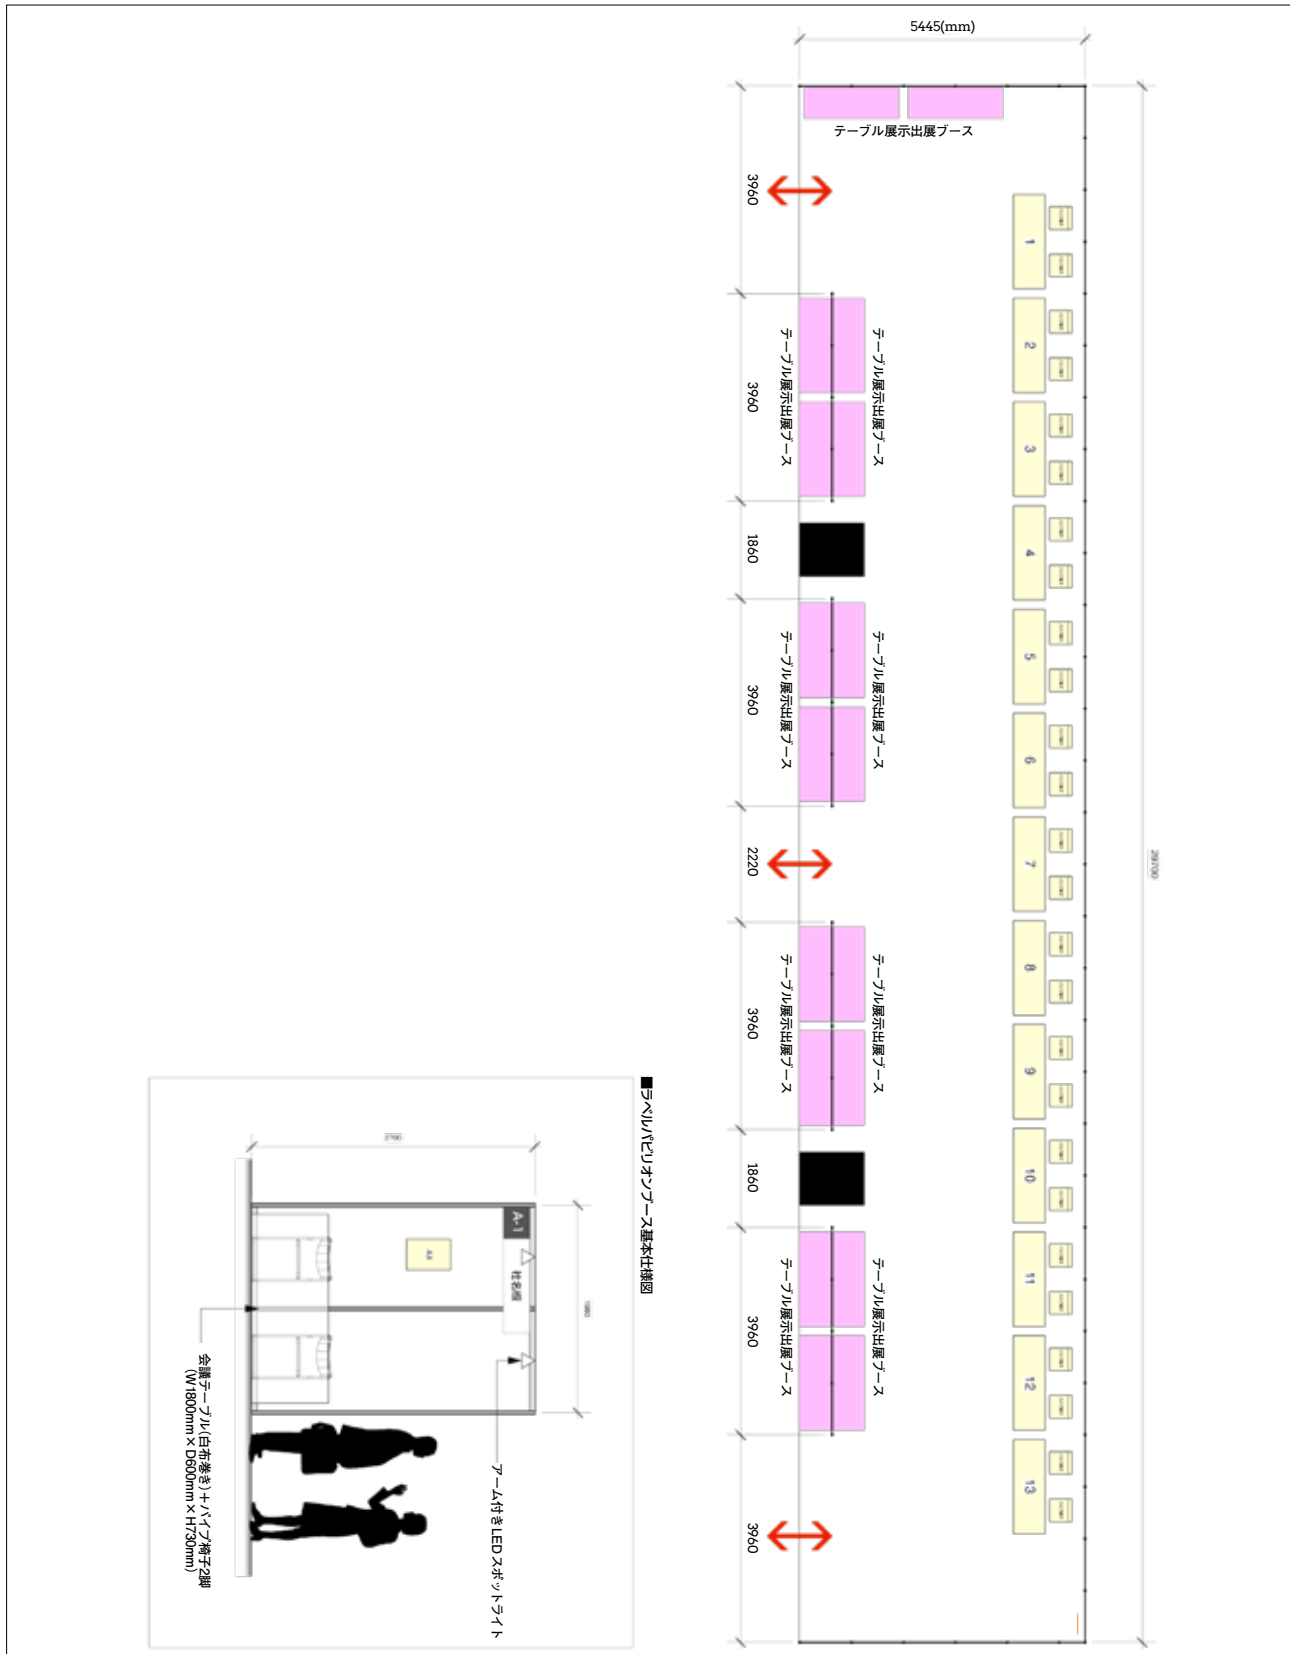 5445(mm)
テーブル展示出展ブース
3960
3960
1860
3960
2220
3960
1860
3960
3960
29700
テーブル展示出展ブース
テーブル展示出展ブース
テーブル展示出展ブース
テーブル展示出展ブース
テーブル展示出展ブース
テーブル展示出展ブース
テーブル展示出展ブース
テーブル展示出展ブース
1
2
3
4
5
6
7
8
9
10
11
12
13
■ラベルパビリオンブース基本仕様図
2700
1980
A-1
社名板
アーム付きLEDスポットライト
会議テーブル(白布巻き)+パイプ椅子2脚
(W1800mm×D600mm×H730mm)